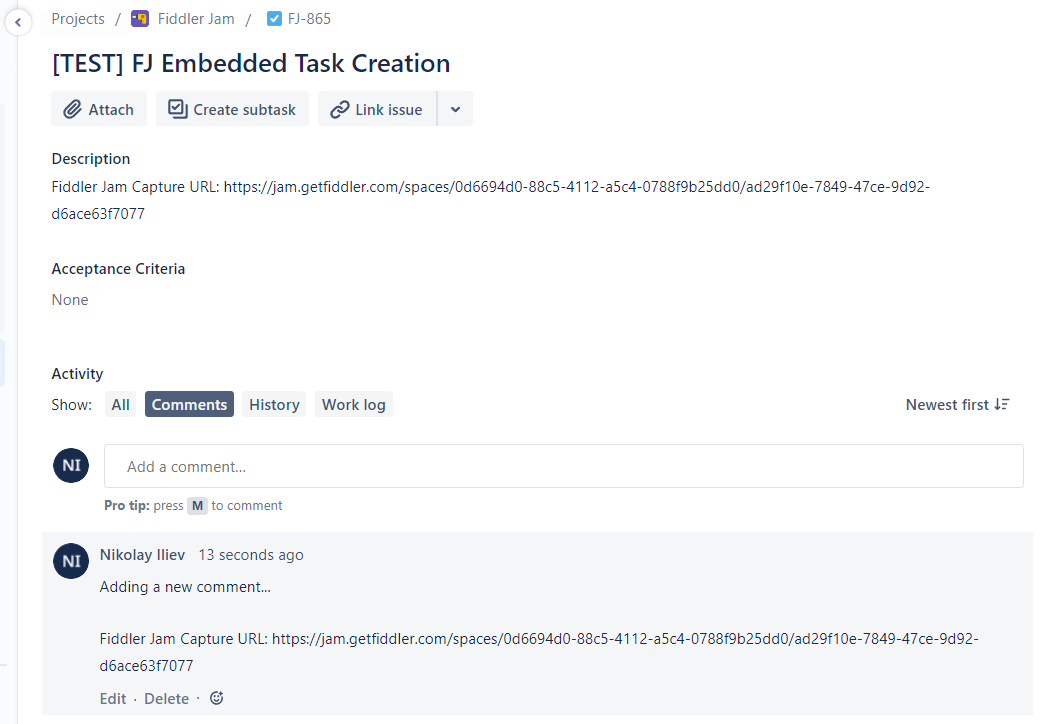 Projects / Fiddler Jam / FJ-865
[TEST] FJ Embedded Task Creation
Attach Create subtask Link issue
Description
Fiddler Jam Capture URL: https://jam.getfiddler.com/spaces/0d6694d0-88c5-4112-a5c4-0788f9b25dd0/ad29f10e-7849-47ce-9d92-
d6ace63f7077
Acceptance Criteria
None
Activity
Show: All Comments History Work log Newest first
NI Add a comment...
Pro tip: press M to comment
NI Nikolay Iliev 13 seconds ago
Adding a new comment...
Fiddler Jam Capture URL: https://jam.getfiddler.com/spaces/0d6694d0-88c5-4112-a5c4-0788f9b25dd0/ad29f10e-7849-47ce-9d92-
d6ace63f7077
Edit · Delete ·